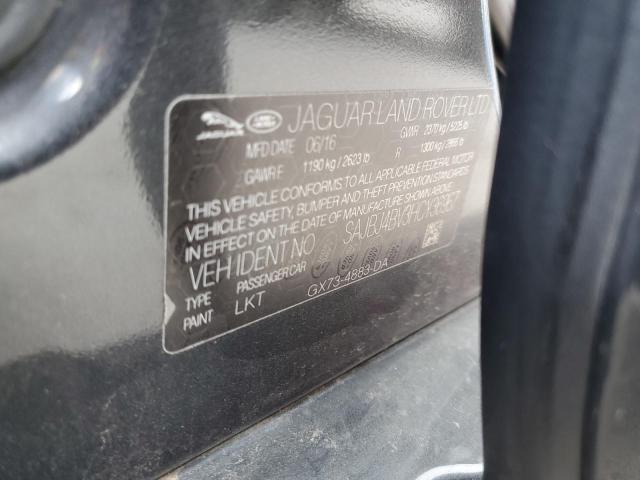 JAGUAR LAND ROVER LTD
MFD DATE 06/16 GWR 2370 kg / 5225 lb
GAWR F 1190 kg / 2623 lb R 1300 kg / 2866 lb
THIS VEHICLE CONFORMS TO ALL APPLICABLE FEDERAL MOTOR
VEHICLE SAFETY, BUMPER AND THEFT PREVENTION STANDARDS
IN EFFECT ON THE DATE OF MANUFACTURE SHOWN ABOVE.
VEH IDENT NO
TYPE PASSENGER CAR
PAINT LKT GX73-4883-DA
JAGUAR